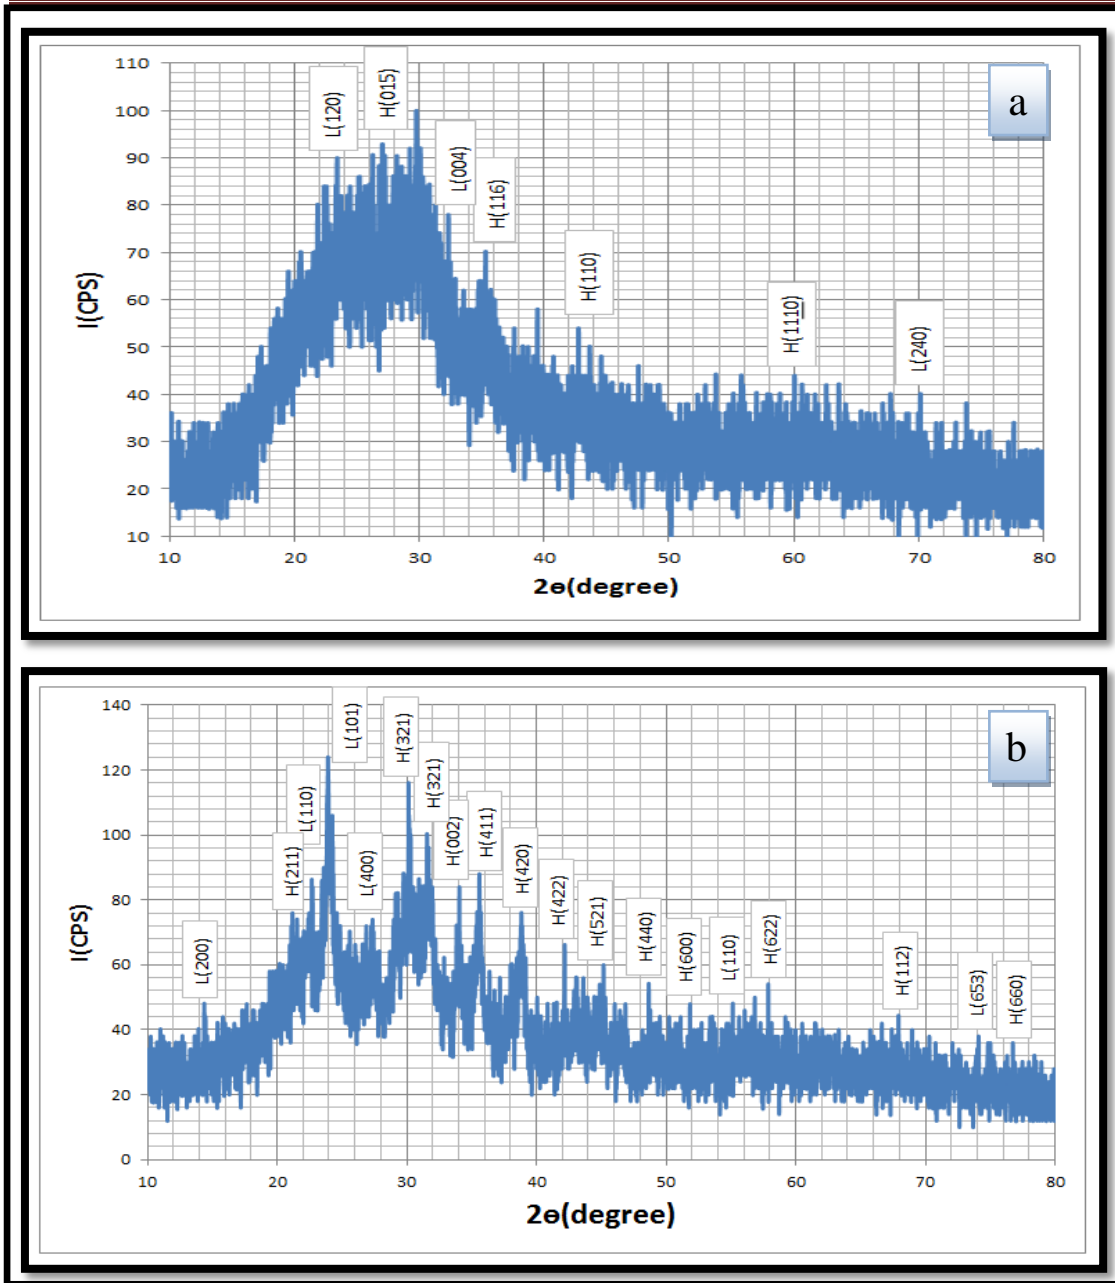 a
110
100
90
80
70
60
50
40
30
20
10
I(CPS)
L(120)
H(015)
L(004)
H(116)
H(110)
H(1110)
L(240)
10 20 30 40 50 60 70 80
2ɵ(degree)
b
140
120
100
80
60
40
20
0
I(CPS)
L(200)
H(211)
L(110)
L(101)
L(400)
H(321)
H(321)
H(002)
H(411)
H(420)
H(422)
H(521)
H(440)
H(600)
L(110)
H(622)
H(112)
L(653)
H(660)
10 20 30 40 50 60 70 80
2ɵ(degree)